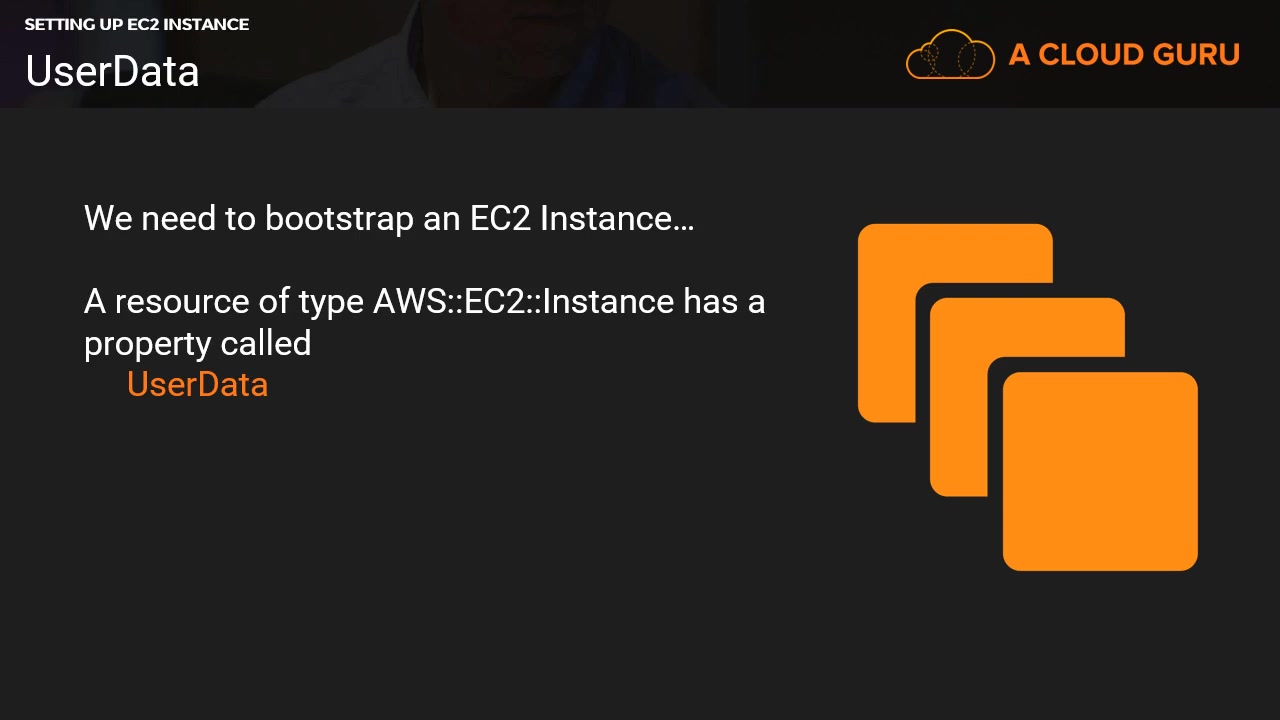 SETTING UP EC2 INSTANCE
UserData
A CLOUD GURU
We need to bootstrap an EC2 Instance…
A resource of type AWS::EC2::Instance has a
property called
UserData